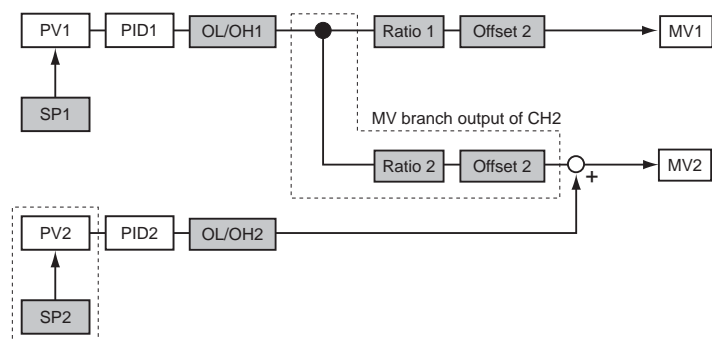 PV1 PID1 OL/OH1 Ratio 1 Offset 2 MV1
SP1
MV branch output of CH2
Ratio 2 Offset 2 + MV2
PV2 PID2 OL/OH2
SP2